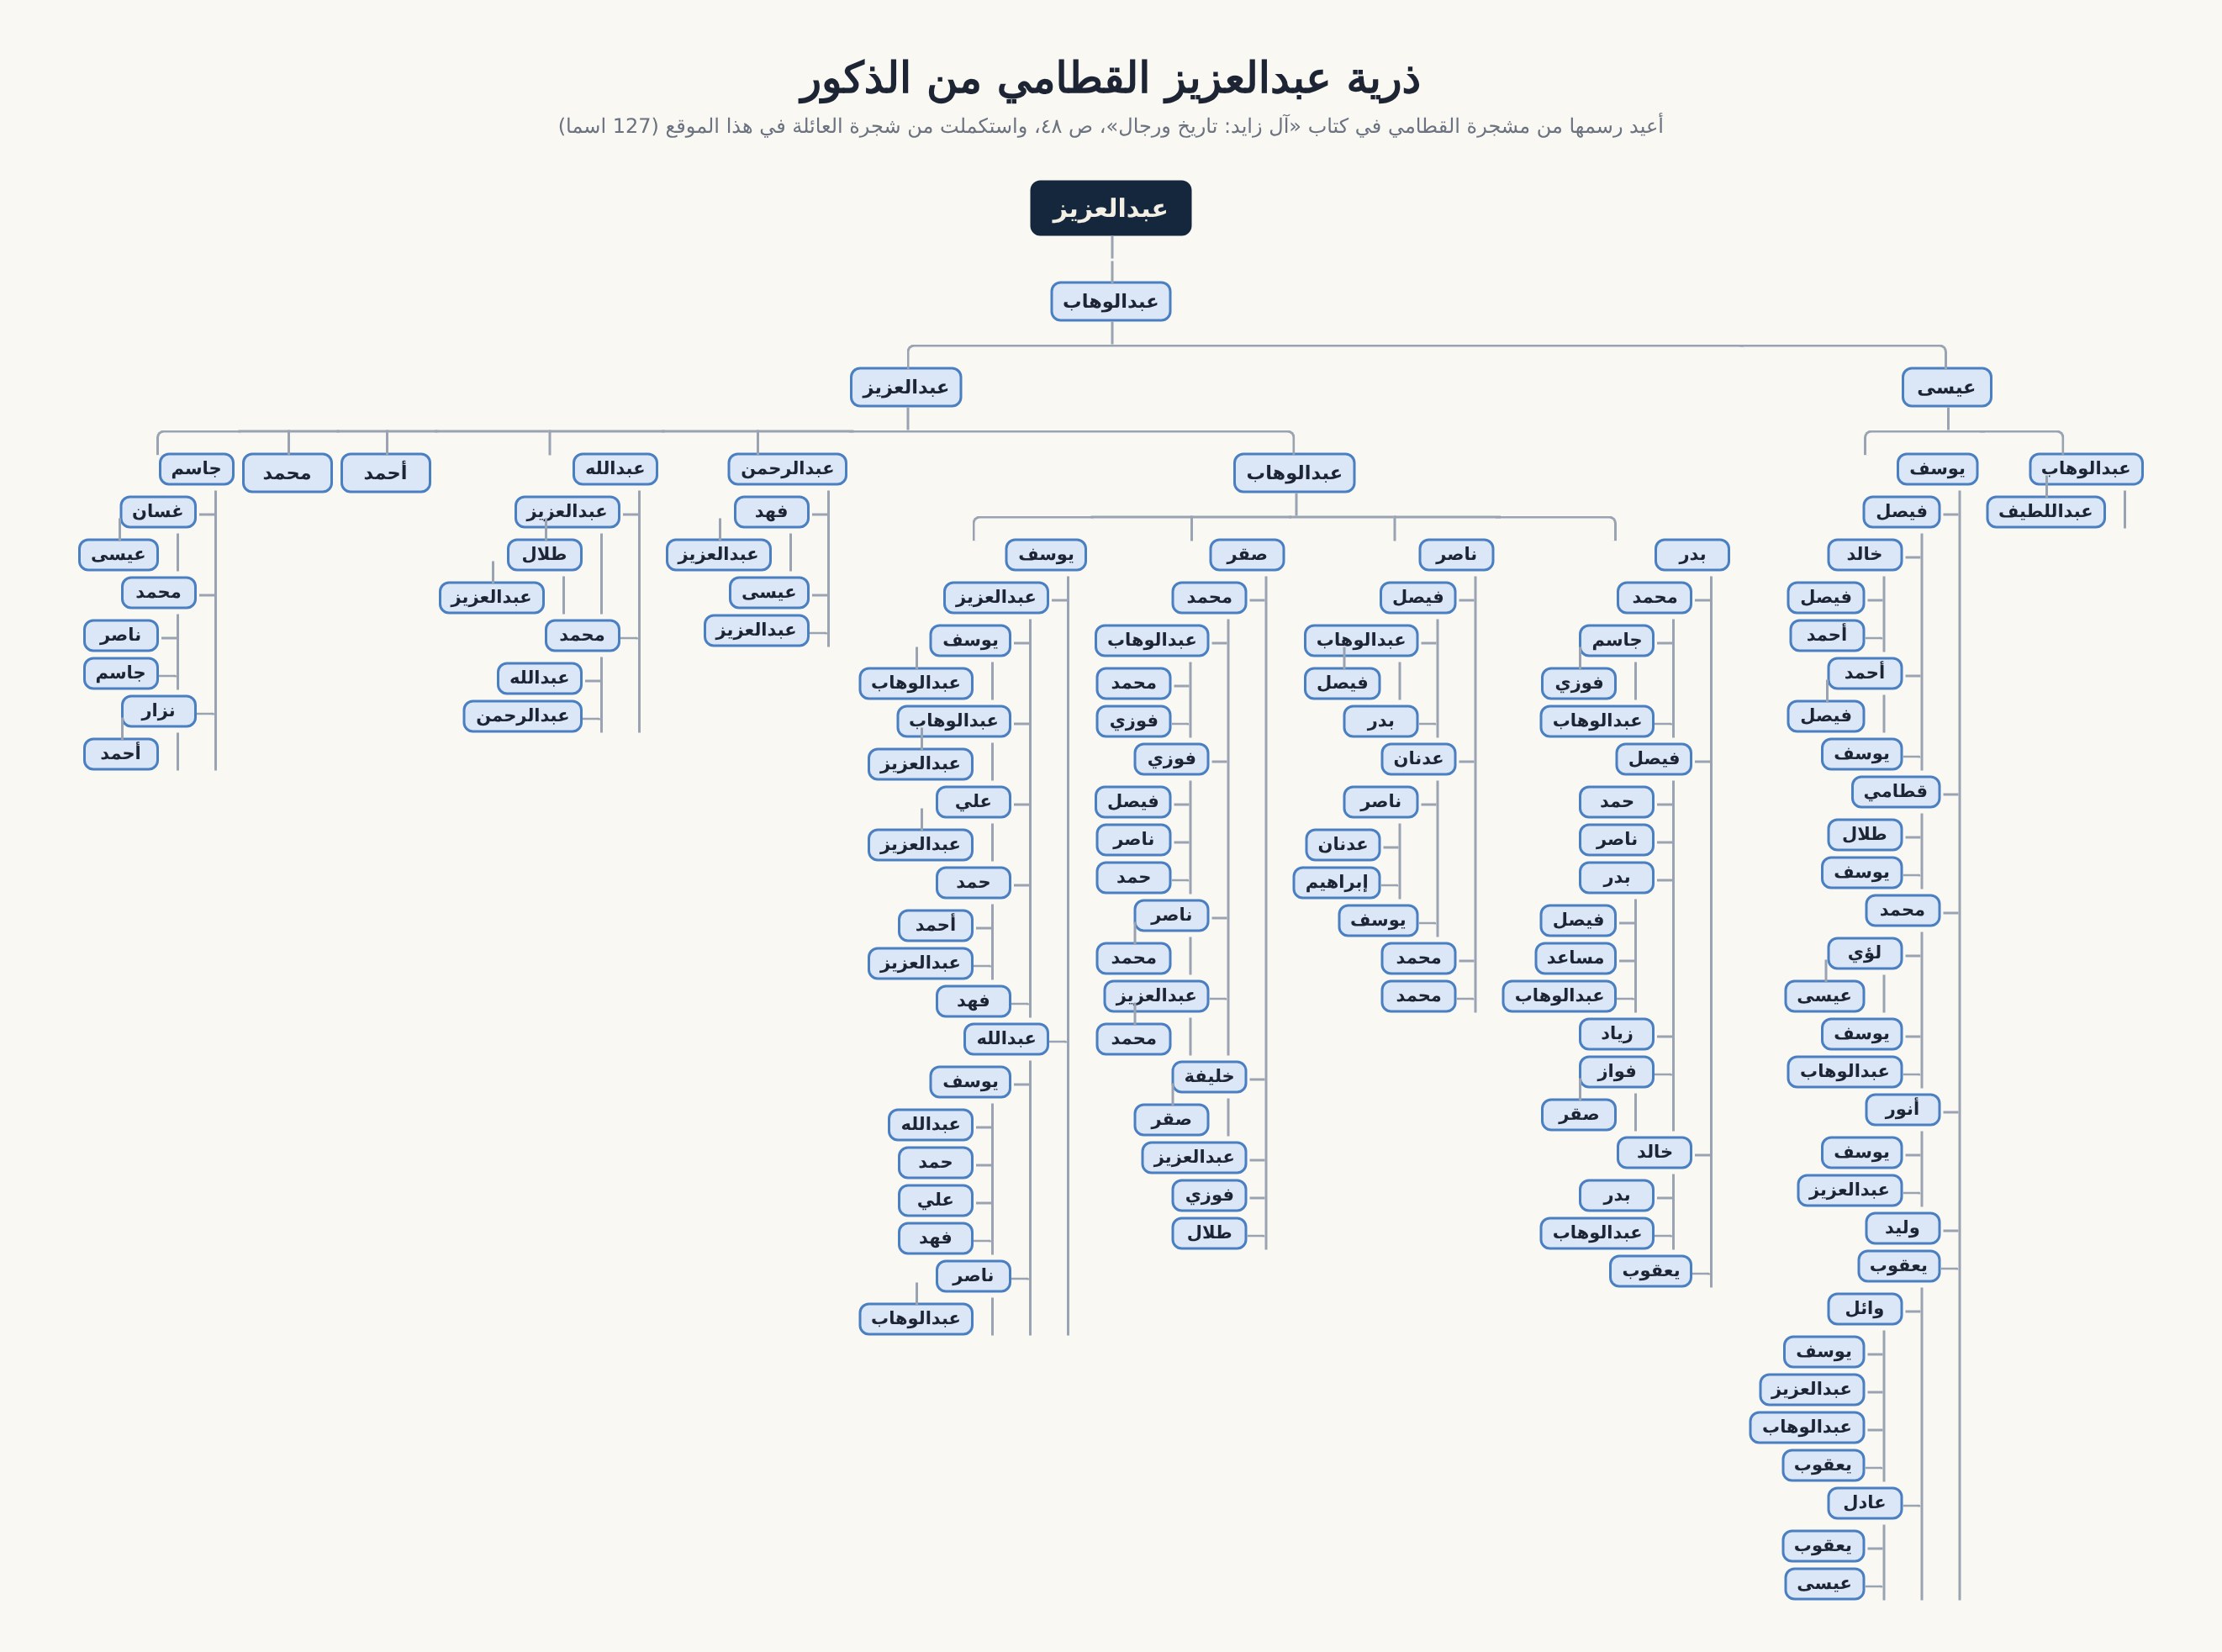 ذرية عبدالعزيز القطامي من الذكور
أعيد رسمها من مشجرة القطامي في كتاب «آل زايد: تاريخ ورجال»، ص ٤٨، واستكملت من شجرة العائلة في هذا الموقع (127 اسما)
عبدالعزيز
عبدالوهاب
عيسى
عبدالوهاب
عبداللطيف
يوسف
فيصل
خالد
فيصل
أحمد
أحمد
فيصل
يوسف
قطامي
طلال
يوسف
محمد
لؤي
عيسى
يوسف
عبدالوهاب
أنور
يوسف
عبدالعزيز
وليد
يعقوب
وائل
يوسف
عبدالعزيز
عبدالوهاب
يعقوب
عادل
يعقوب
عيسى
عبدالعزيز
عبدالوهاب
بدر
محمد
جاسم
فوزي
عبدالوهاب
فيصل
حمد
ناصر
بدر
فيصل
مساعد
عبدالوهاب
زياد
فواز
صقر
خالد
بدر
عبدالوهاب
يعقوب
ناصر
فيصل
عبدالوهاب
فيصل
بدر
عدنان
ناصر
عدنان
إبراهيم
يوسف
محمد
محمد
صقر
محمد
عبدالوهاب
محمد
فوزي
فوزي
فيصل
ناصر
حمد
ناصر
محمد
عبدالعزيز
محمد
خليفة
صقر
عبدالعزيز
فوزي
طلال
يوسف
عبدالعزيز
يوسف
عبدالوهاب
عبدالوهاب
عبدالعزيز
علي
عبدالعزيز
حمد
أحمد
عبدالعزيز
فهد
عبدالله
يوسف
عبدالله
حمد
علي
فهد
ناصر
عبدالوهاب
عبدالرحمن
فهد
عبدالعزيز
عيسى
عبدالعزيز
عبدالله
عبدالعزيز
طلال
عبدالعزيز
محمد
عبدالله
عبدالرحمن
أحمد
محمد
جاسم
غسان
عيسى
محمد
ناصر
جاسم
نزار
أحمد